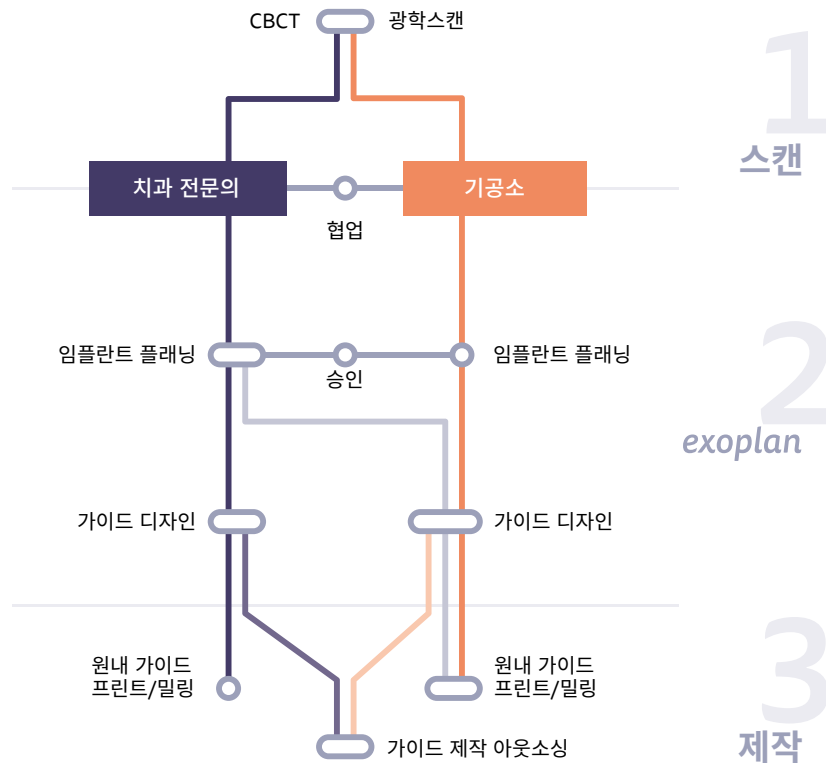 CBCT
광학스캔
1
스캔
치과 전문의
기공소
협업
임플란트 플래닝
임플란트 플래닝
승인
2
exoplan
가이드 디자인
가이드 디자인
원내 가이드
프린트/밀링
원내 가이드
프린트/밀링
3
제작
가이드 제작 아웃소싱